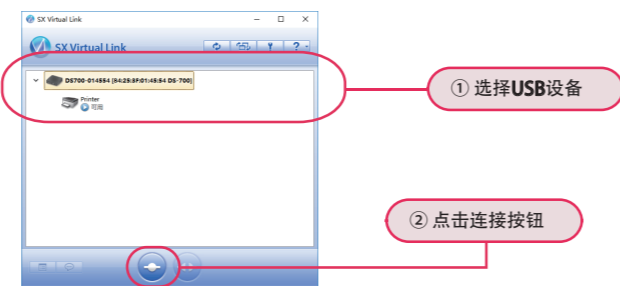 SX Virtual Link
SX Virtual Link
DS700-014554 [84:25:3F:01:45:54 DS-700]
Printer
可用
① 选择USB设备
② 点击连接按钮